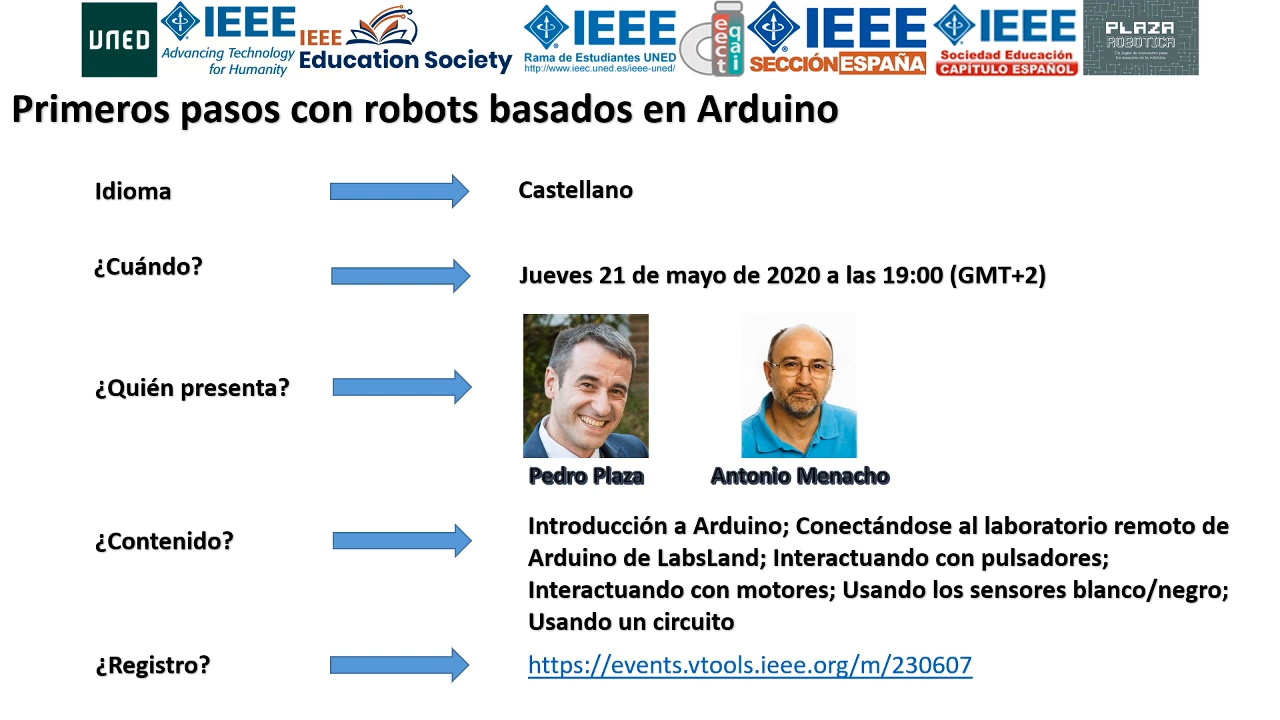 UNED
IEEE
Advancing Technology
for Humanity
IEEE
Education Society
IEEE
Rama de Estudiantes UNED
http://www.ieec.uned.es/ieee-uned/
IEEE
SECCIÓN ESPAÑA
IEEE
Sociedad Educación
CAPÍTULO ESPAÑOL
PLAZA
ROBOTICA
Primeros pasos con robots basados en Arduino
Idioma
Castellano
¿Cuándo?
Jueves 21 de mayo de 2020 a las 19:00 (GMT+2)
¿Quién presenta?
Pedro Plaza
Antonio Menacho
¿Contenido?
Introducción a Arduino; Conectándose al laboratorio remoto de
Arduino de LabsLand; Interactuando con pulsadores;
Interactuando con motores; Usando los sensores blanco/negro;
Usando un circuito
¿Registro?
https://events.vtools.ieee.org/m/230607